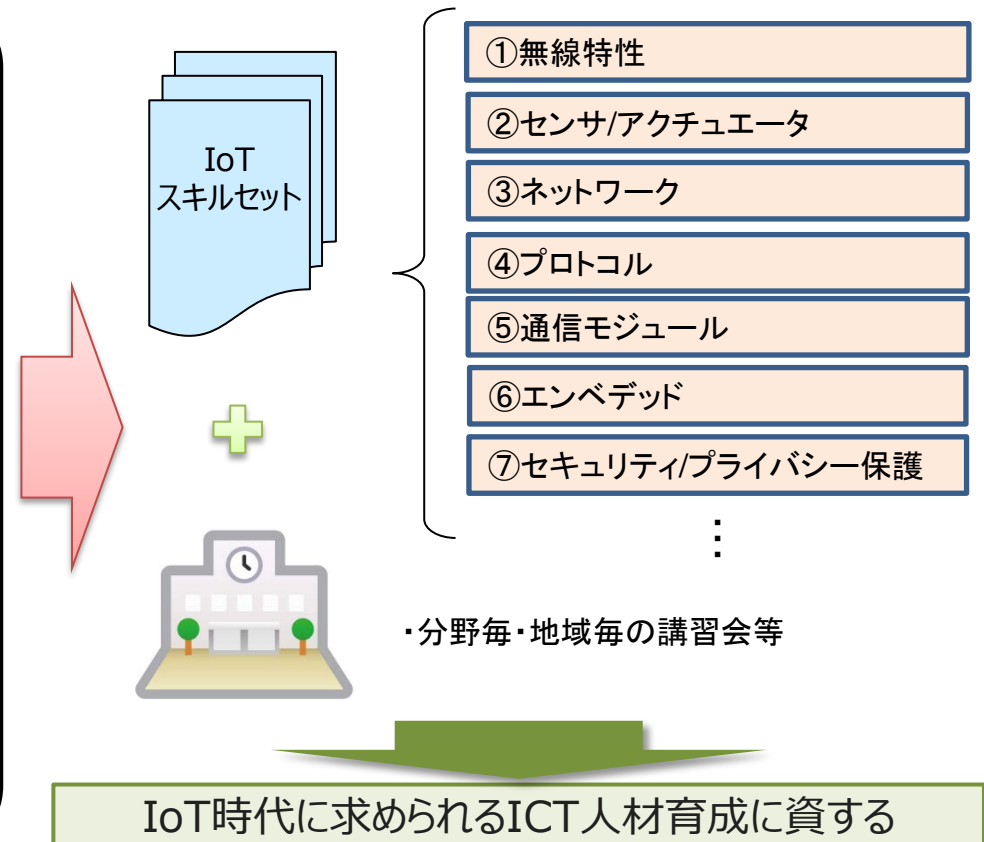 IoT
スキルセット
①無線特性
②センサ/アクチュエータ
③ネットワーク
④プロトコル
⑤通信モジュール
⑥エンベデッド
⑦セキュリティ/プライバシー保護
⋮
・分野毎・地域毎の講習会等
IoT時代に求められるICT人材育成に資する